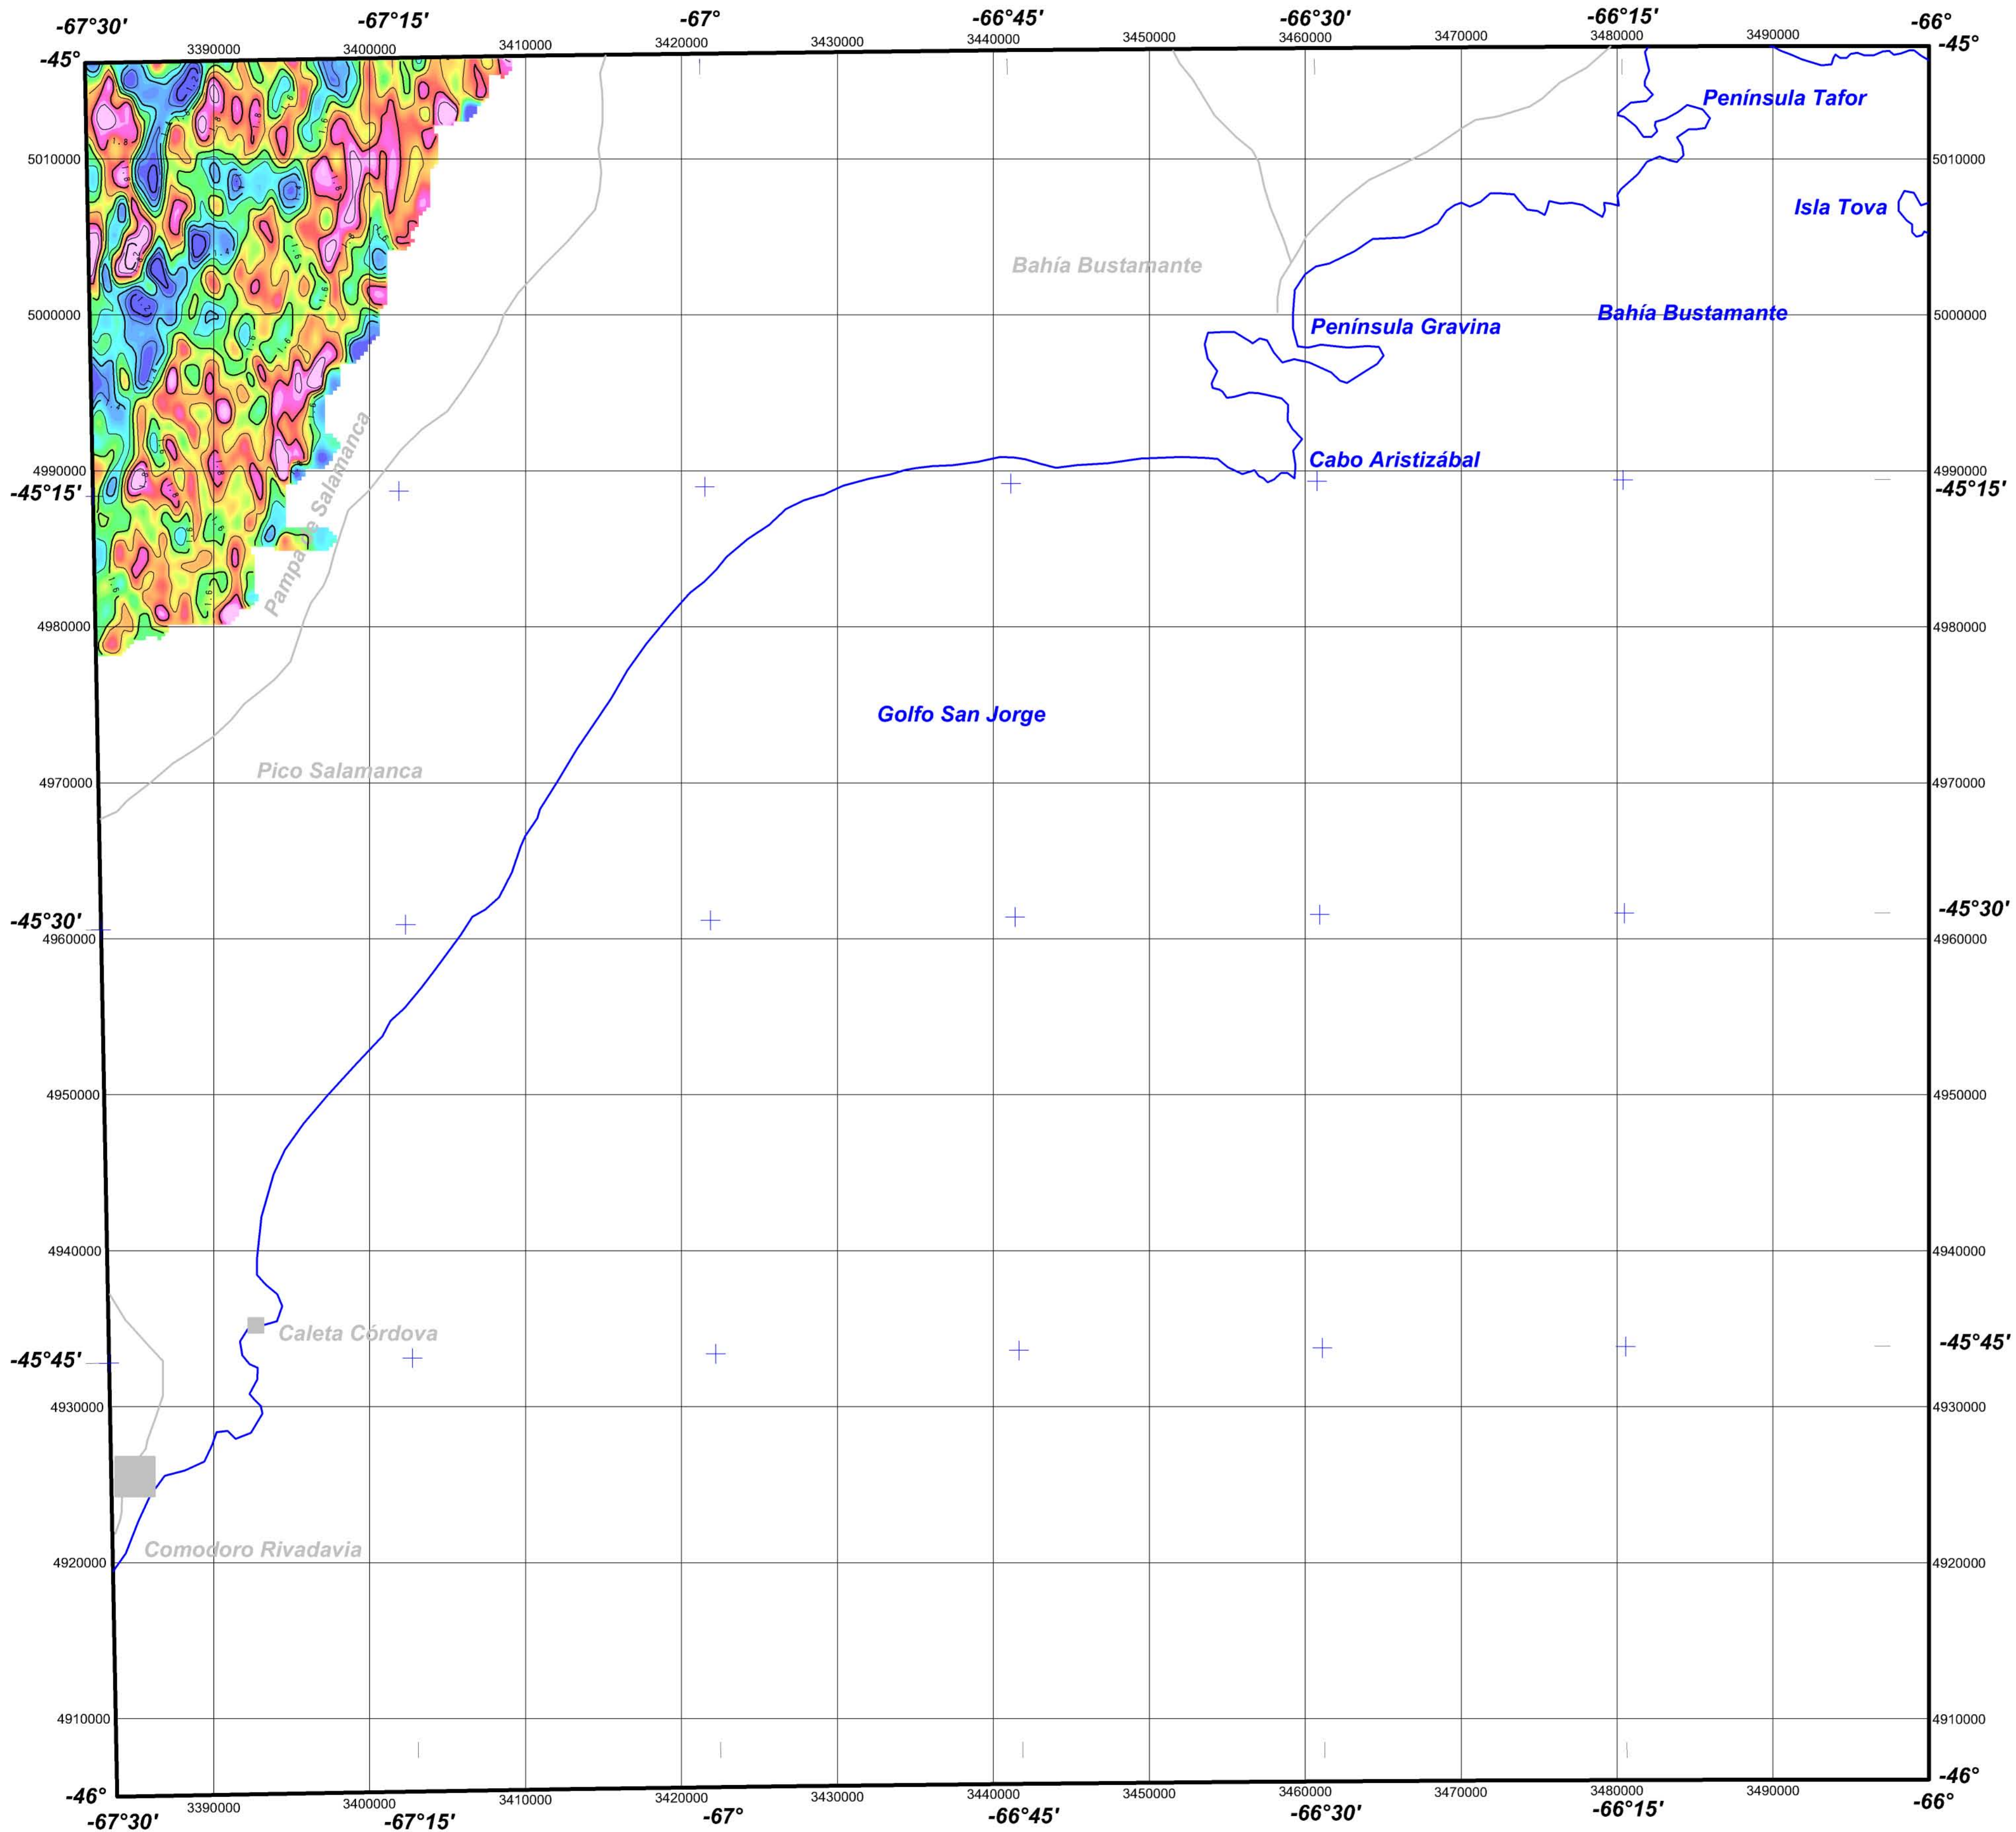 -67°30' -67°15' -67° -66°45' -66°30' -66°15' -66°
3390000 3400000 3410000 3420000 3430000 3440000 3450000 3460000 3470000 3480000 3490000
-45° -45°
Península Tafor
5010000 5010000
Isla Tova
Bahía Bustamante
5000000 Bahía Bustamante 5000000
Península Gravina
Pampa de Salamanca
Cabo Aristizábal
4990000 4990000
-45°15' -45°15'
4980000 4980000
Golfo San Jorge
Pico Salamanca
4970000 4970000
-45°30' -45°30'
4960000 4960000
4950000 4950000
4940000 4940000
Caleta Córdova
-45°45' -45°45'
4930000 4930000
Comodoro Rivadavia
4920000 4920000
4910000 4910000
-46° -46°
3390000 3400000 3410000 3420000 3430000 3440000 3450000 3460000 3470000 3480000 3490000
-67°30' -67°15' -67° -66°45' -66°30' -66°15' -66°